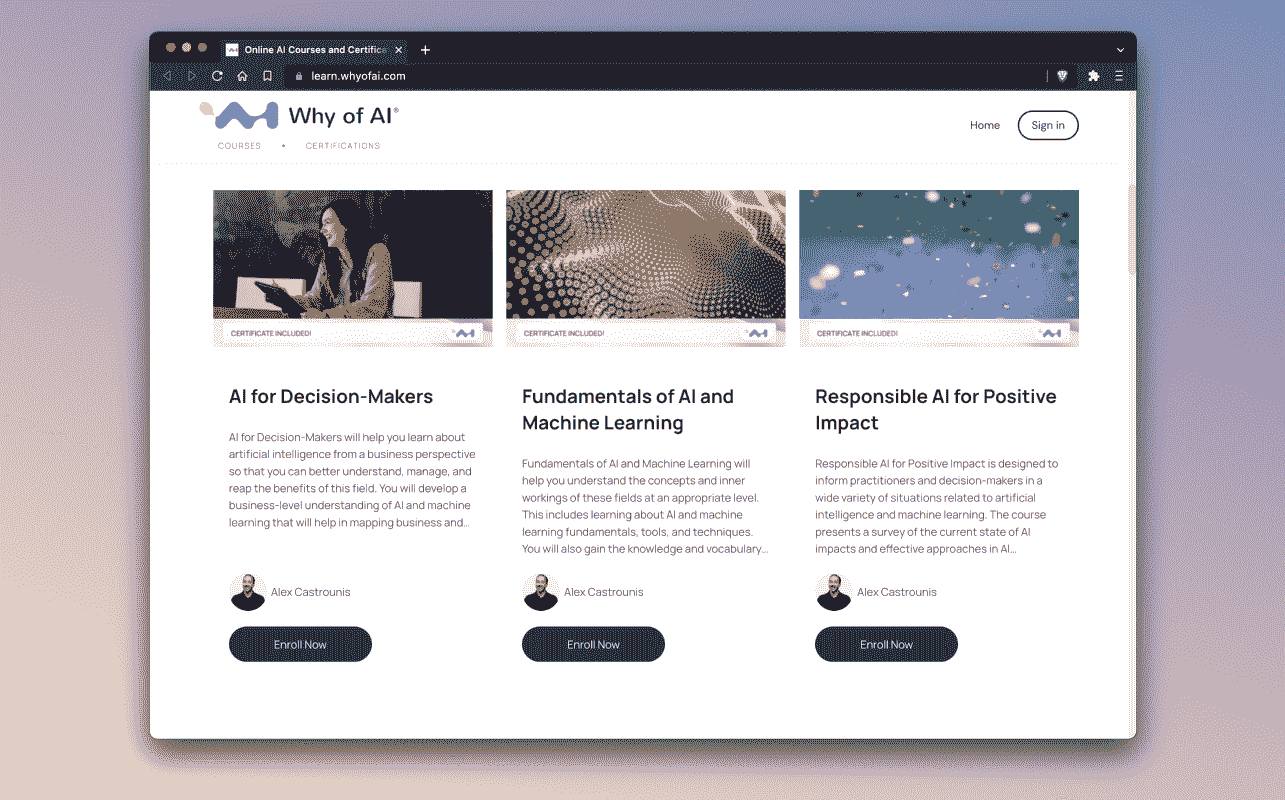 Online AI Courses and Certifica
learn.whyofai.com
Why of AI®
COURSES • CERTIFICATIONS
Home
Sign in
CERTIFICATE INCLUDED!
CERTIFICATE INCLUDED!
CERTIFICATE INCLUDED!
AI for Decision-Makers
AI for Decision-Makers will help you learn about
artificial intelligence from a business perspective
so that you can better understand, manage, and
reap the benefits of this field. You will develop a
business-level understanding of AI and machine
learning that will help in mapping business and...
Alex Castrounis
Enroll Now
Fundamentals of AI and
Machine Learning
Fundamentals of AI and Machine Learning will
help you understand the concepts and inner
workings of these fields at an appropriate level.
This includes learning about AI and machine
learning fundamentals, tools, and techniques.
You will also gain the knowledge and vocabulary...
Alex Castrounis
Enroll Now
Responsible AI for Positive
Impact
Responsible AI for Positive Impact is designed to
inform practitioners and decision-makers in a
wide variety of situations related to artificial
intelligence and machine learning. The course
presents a survey of the current state of AI
impacts and effective approaches in AI...
Alex Castrounis
Enroll Now